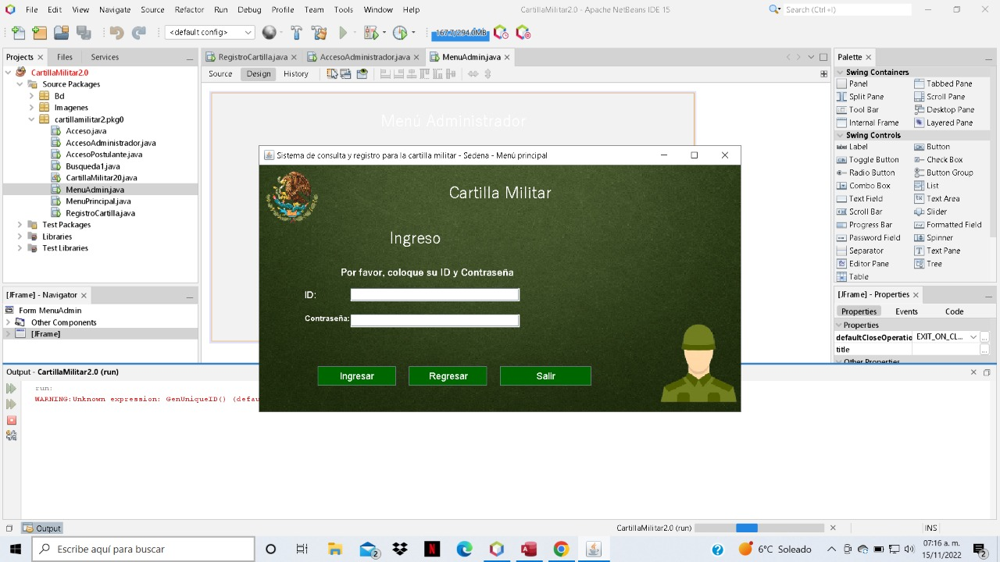 File Edit View Navigate Source Refactor Run Debug Profile Team Tools Window Help
CartillaMilitar2.0 - Apache NetBeans IDE 15
Search (Ctrl+I)
<default config>
167.7/294.0MB
Projects
Files
Services
RegistroCartilla.java
AccesoAdministrador.java
MenuAdmin.java
Palette
Source
Design
History
CartillaMilitar2.0
Source Packages
Bd
Imagenes
cartillamilitar2.pkg0
Acceso.java
AccesoAdministrador.java
AccesoPostulante.java
Busqueda1.java
CartillaMilitar20.java
MenuAdmin.java
MenuPrincipal.java
RegistroCartilla.java
Test Packages
Libraries
Test Libraries
Menú Administrador
Swing Containers
Panel
Tabbed Pane
Split Pane
Scroll Pane
Tool Bar
Desktop Pane
Internal Frame
Layered Pane
Swing Controls
Label
Button
Toggle Button
Check Box
Radio Button
Button Group
Combo Box
List
Text Field
Text Area
Scroll Bar
Slider
Progress Bar
Formatted Field
Password Field
Spinner
Separator
Text Pane
Editor Pane
Tree
Table
Sistema de consulta y registro para la cartilla militar - Sedena - Menú principal
Cartilla Militar
Ingreso
Por favor, coloque su ID y Contraseña
ID:
Contraseña:
Ingresar
Regresar
Salir
[JFrame] - Navigator
Form MenuAdmin
Other Components
[JFrame]
[JFrame] - Properties
Properties
Events
Code
Properties
defaultCloseOperatio
EXIT_ON_CL...
title
Other Properties
Output - CartillaMilitar2.0 (run)
run:
WARNING:Unknown expression: GenUniqueID() (defau
Output
CartillaMilitar2.0 (run)
INS
Escribe aquí para buscar
2
6°C Soleado
07:16 a. m.
15/11/2022
2